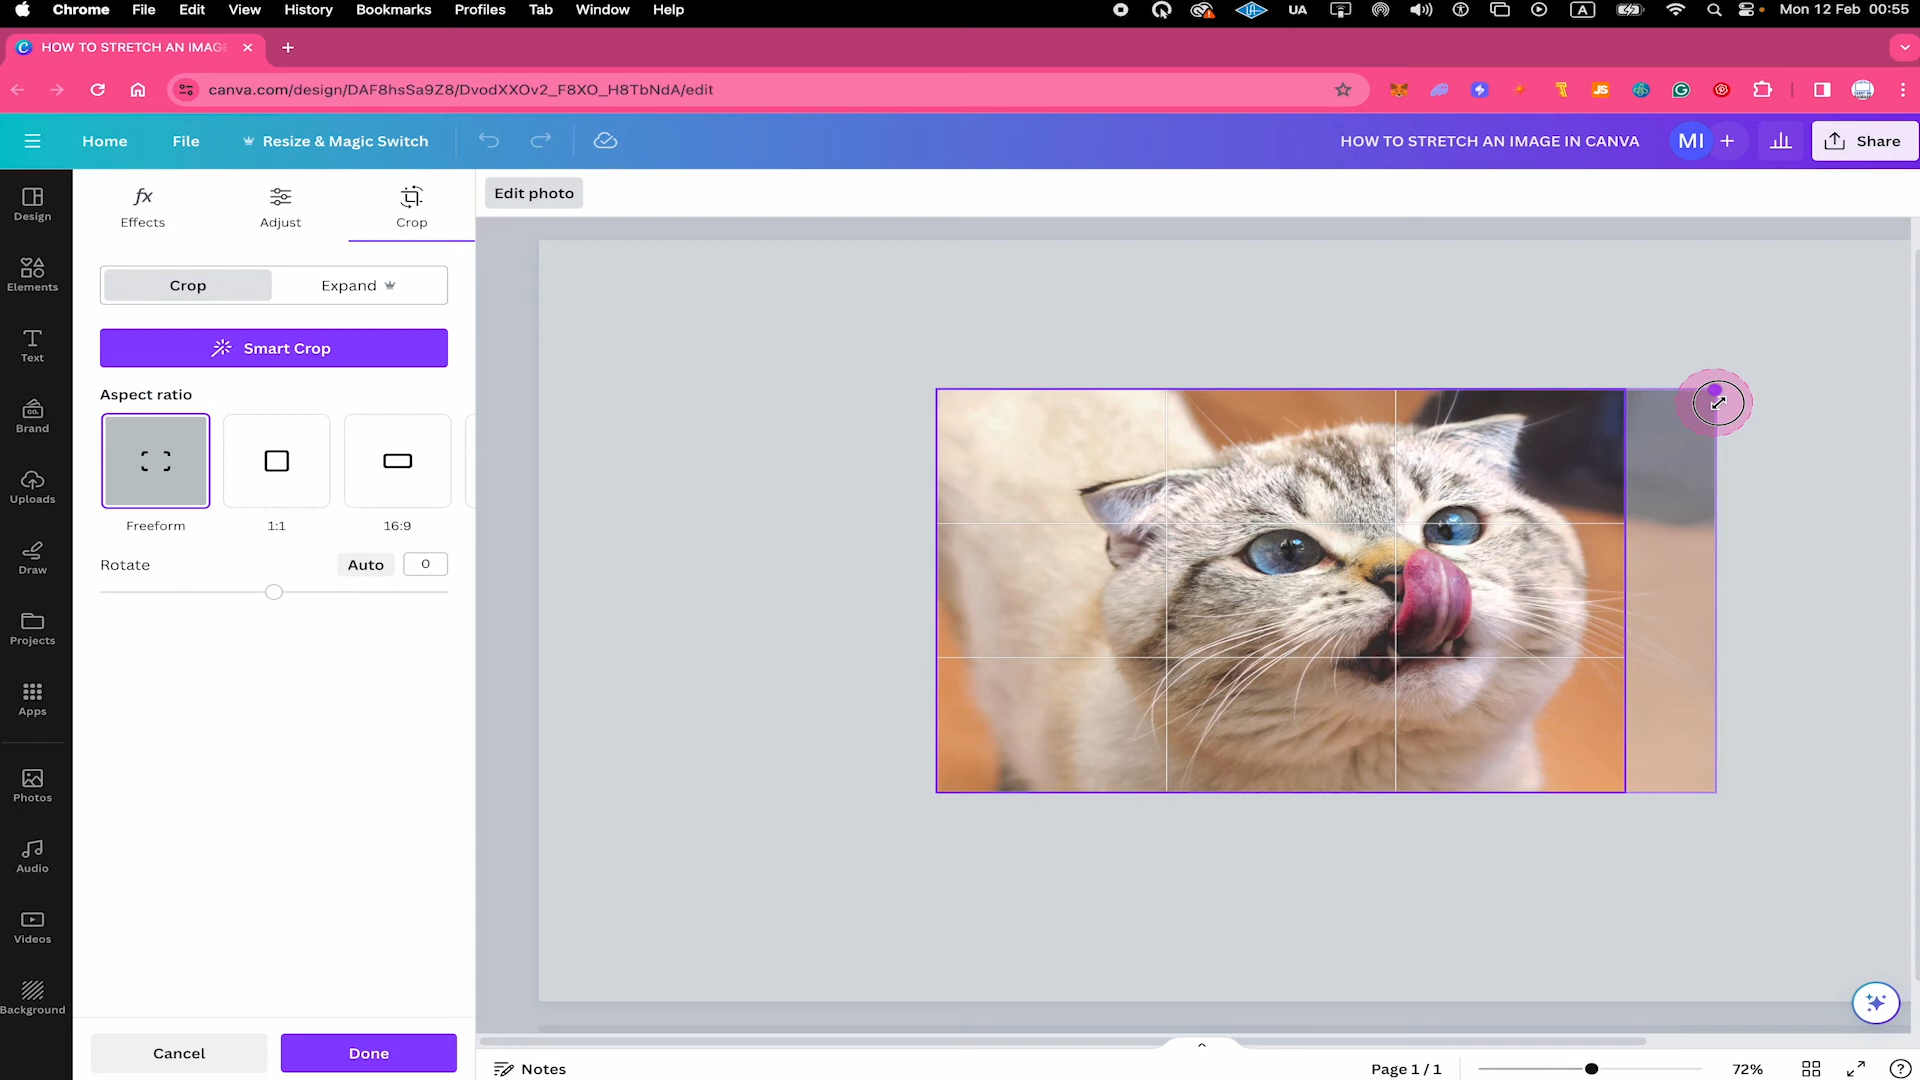 Chrome File Edit View History Bookmarks Profiles Tab Window Help UA A Mon 12 Feb 00:55
HOW TO STRETCH AN IMAG
canva.com/design/DAF8hsSa9Z8/DvodXXOv2_F8XO_H8TbNdA/edit
Home File Resize & Magic Switch HOW TO STRETCH AN IMAGE IN CANVA MI + Share
Design
Elements
Text
Brand
Uploads
Draw
Projects
Apps
Photos
Audio
Videos
Background
fx
Effects Adjust Crop
Crop Expand
Smart Crop
Aspect ratio
Freeform 1:1 16:9
Rotate Auto 0
Cancel Done
Edit photo
Notes Page 1 / 1 72%